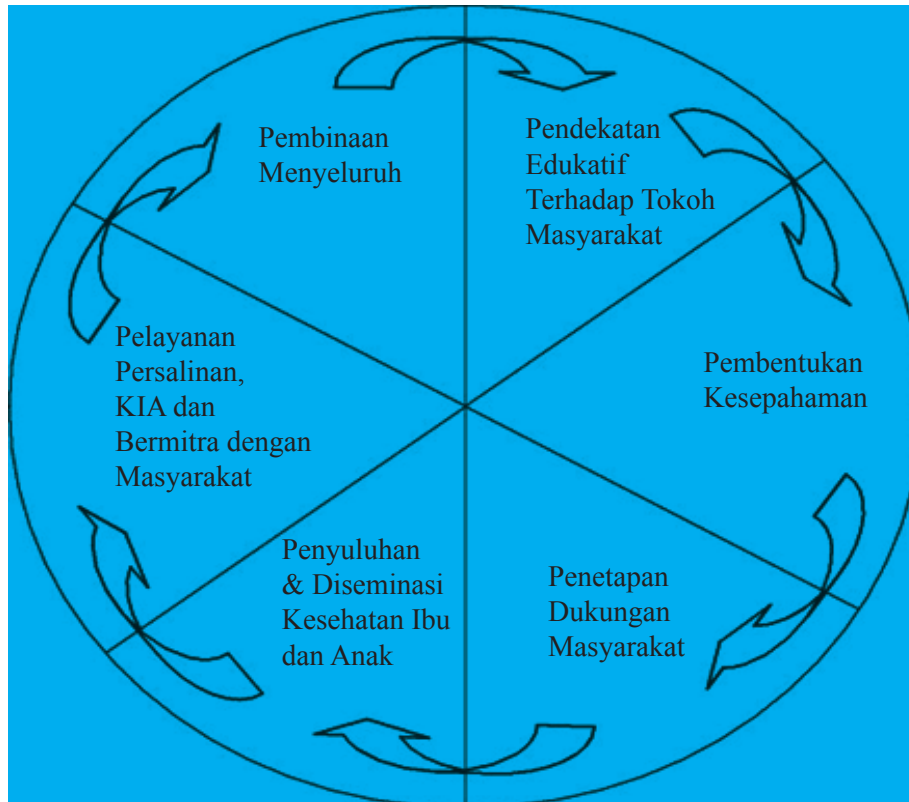 Pembinaan
Menyeluruh
Pendekatan
Edukatif
Terhadap Tokoh
Masyarakat
Pembentukan
Kesepahaman
Penetapan
Dukungan
Masyarakat
Penyuluhan
& Diseminasi
Kesehatan Ibu
dan Anak
Pelayanan
Persalinan,
KIA dan
Bermitra dengan
Masyarakat